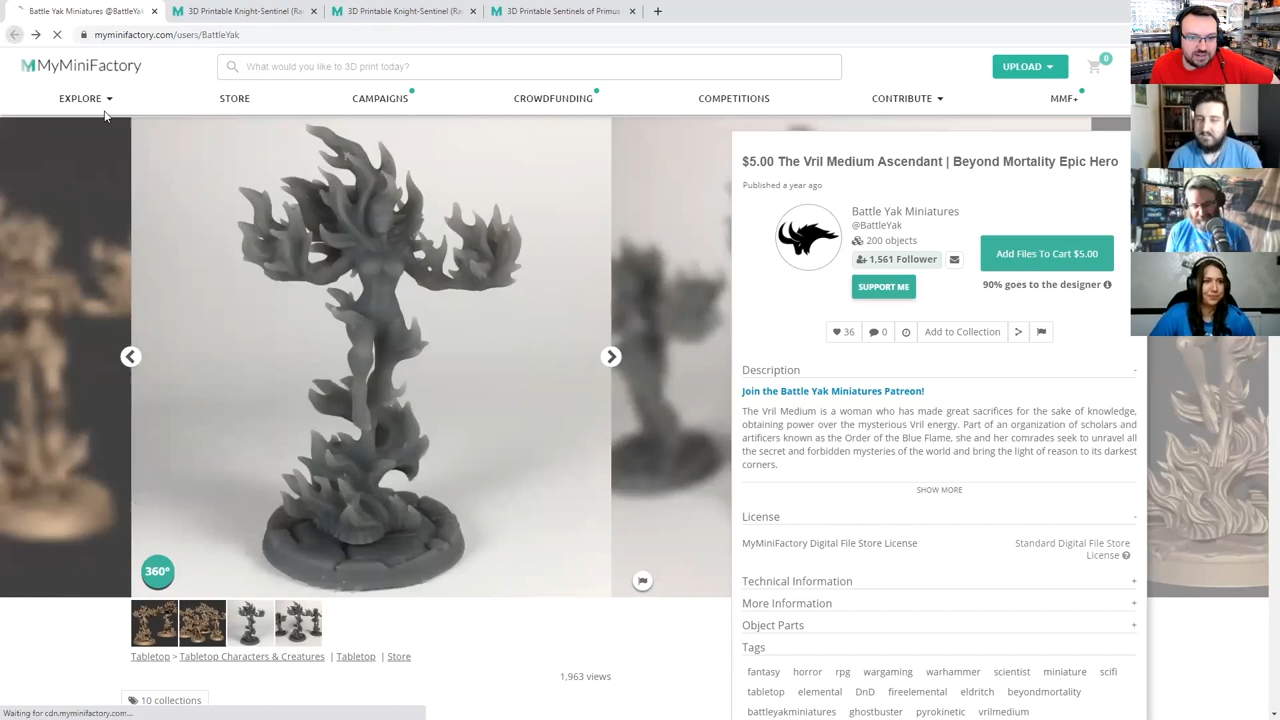 Battle Yak Miniatures @BattleYa
3D Printable Knight-Sentinel (Ra
3D Printable Knight-Sentinel (Ra
3D Printable Sentinels of Primus
myminifactory.com/users/BattleYak
MyMiniFactory
What would you like to 3D print today?
UPLOAD
0
EXPLORE
STORE
CAMPAIGNS
CROWDFUNDING
COMPETITIONS
CONTRIBUTE
MMF+
$5.00 The Vril Medium Ascendant | Beyond Mortality Epic Hero
Published a year ago
Battle Yak Miniatures
@BattleYak
200 objects
1,561 Follower
SUPPORT ME
Add Files To Cart $5.00
90% goes to the designer
36
0
Add to Collection
Description
-
Join the Battle Yak Miniatures Patreon!
The Vril Medium is a woman who has made great sacrifices for the sake of knowledge,
obtaining power over the mysterious Vril energy. Part of an organization of scholars and
artificers known as the Order of the Blue Flame, she and her comrades seek to unravel all
the secret and forbidden mysteries of the world and bring the light of reason to its darkest
corners.
SHOW MORE
License
-
MyMiniFactory Digital File Store License
Standard Digital File Store
License
Technical Information
+
More Information
+
Object Parts
+
Tags
fantasy horror rpg wargaming warhammer scientist miniature scifi
tabletop elemental DnD fireelemental eldritch beyondmortality
battleyakminiatures ghostbuster pyrokinetic vrilmedium
360°
Tabletop > Tabletop Characters & Creatures | Tabletop | Store
1,963 views
10 collections
Waiting for cdn.myminifactory.com...